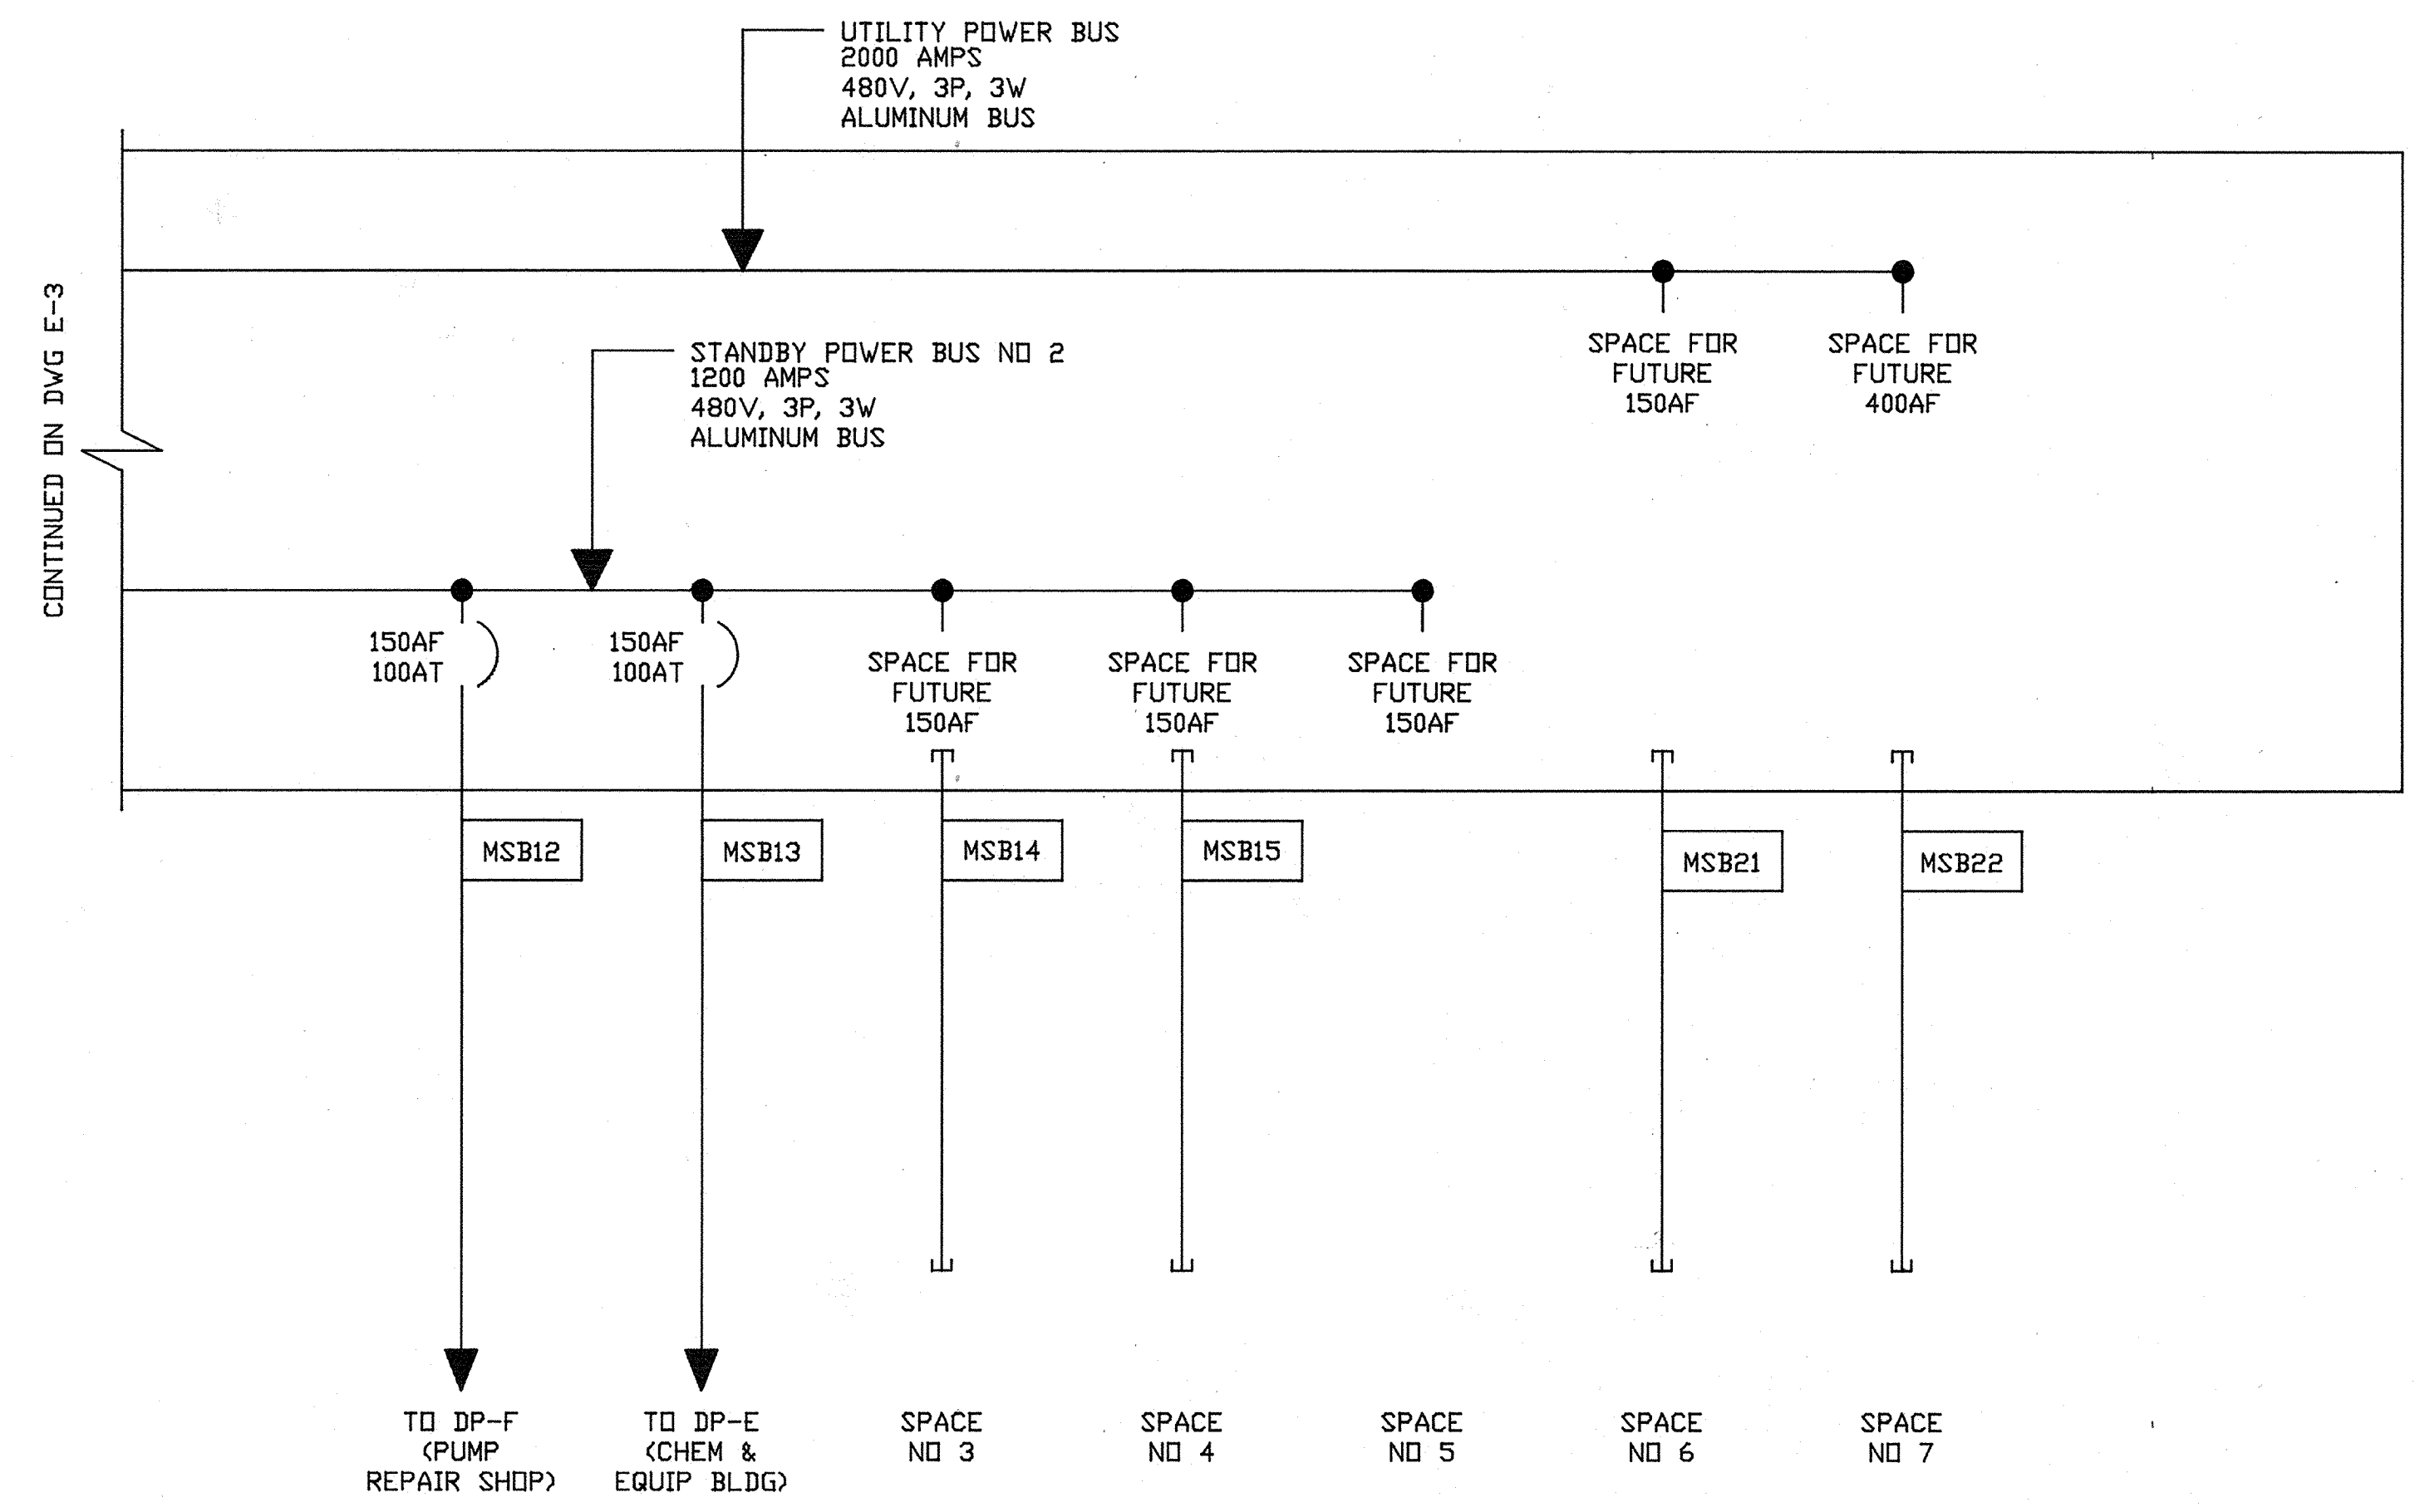 UTILITY POWER BUS
2000 AMPS
480V, 3P, 3W
ALUMINUM BUS
CONTINUED ON DWG E-3
STANDBY POWER BUS NO 2
1200 AMPS
480V, 3P, 3W
ALUMINUM BUS
SPACE FOR
FUTURE
150AF
SPACE FOR
FUTURE
400AF
150AF
100AT
150AF
100AT
SPACE FOR
FUTURE
150AF
SPACE FOR
FUTURE
150AF
SPACE FOR
FUTURE
150AF
MSB12
MSB13
MSB14
MSB15
MSB21
MSB22
TO DP-F
(PUMP
REPAIR SHOP)
TO DP-E
(CHEM &
EQUIP BLDG)
SPACE
NO 3
SPACE
NO 4
SPACE
NO 5
SPACE
NO 6
SPACE
NO 7